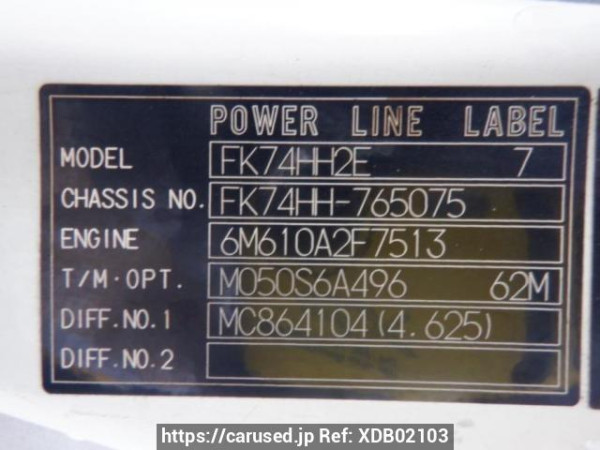 POWER LINE LABEL
MODEL FK74HH2E 7
CHASSIS NO. FK74HH-765075
ENGINE 6M610A2F7513
T/M·OPT. M050S6A496 62M
DIFF.NO.1 MC864104(4.625)
DIFF.NO.2
https://carused.jp Ref: XDB02103